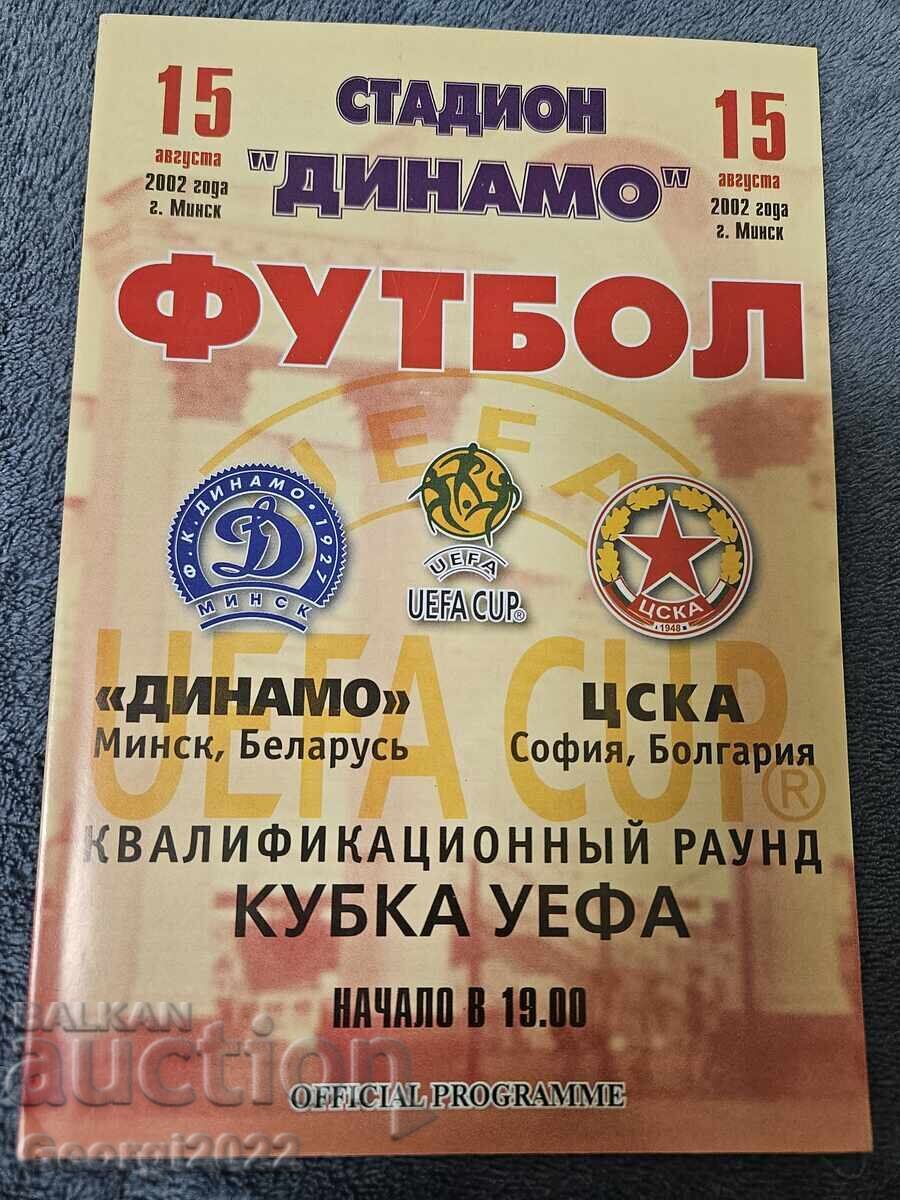 15
августа
2002 года
г. Минск
СТАДИОН
"ДИНАМО"
15
августа
2002 года
г. Минск
ФУТБОЛ
UEFA
Ф.К. ДИНАМО • 1927
МИНСК
UEFA
UEFA CUP®
ЦСКА
1948
UEFA CUP®
«ДИНАМО»
Минск, Беларусь
ЦСКА
София, Болгария
КВАЛИФИКАЦИОННЫЙ РАУНД
КУБКА УЕФА
НАЧАЛО В 19.00
OFFICIAL PROGRAMME
BALKAN
auction
Georgi2022